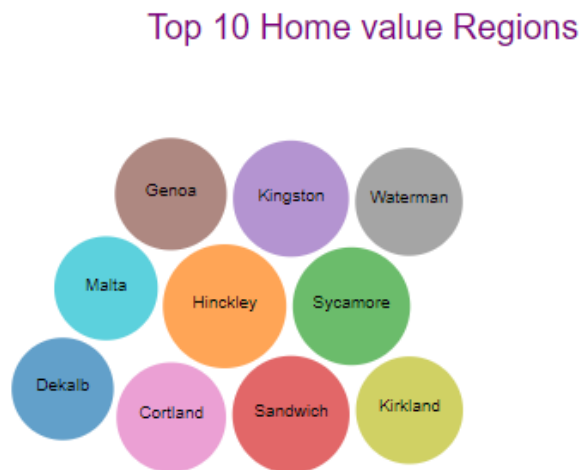 Top 10 Home value Regions
Genoa
Kingston
Waterman
Malta
Hinckley
Sycamore
Dekalb
Cortland
Sandwich
Kirkland